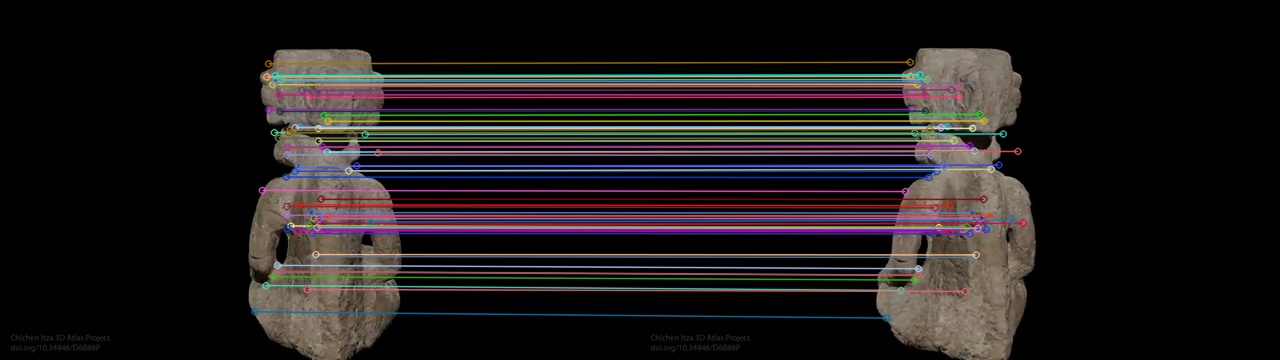 Chichen Itza 3D Atlas Project
doi.org/10.34946/D6B88P
Chichen Itza 3D Atlas Project
doi.org/10.34946/D6B88P